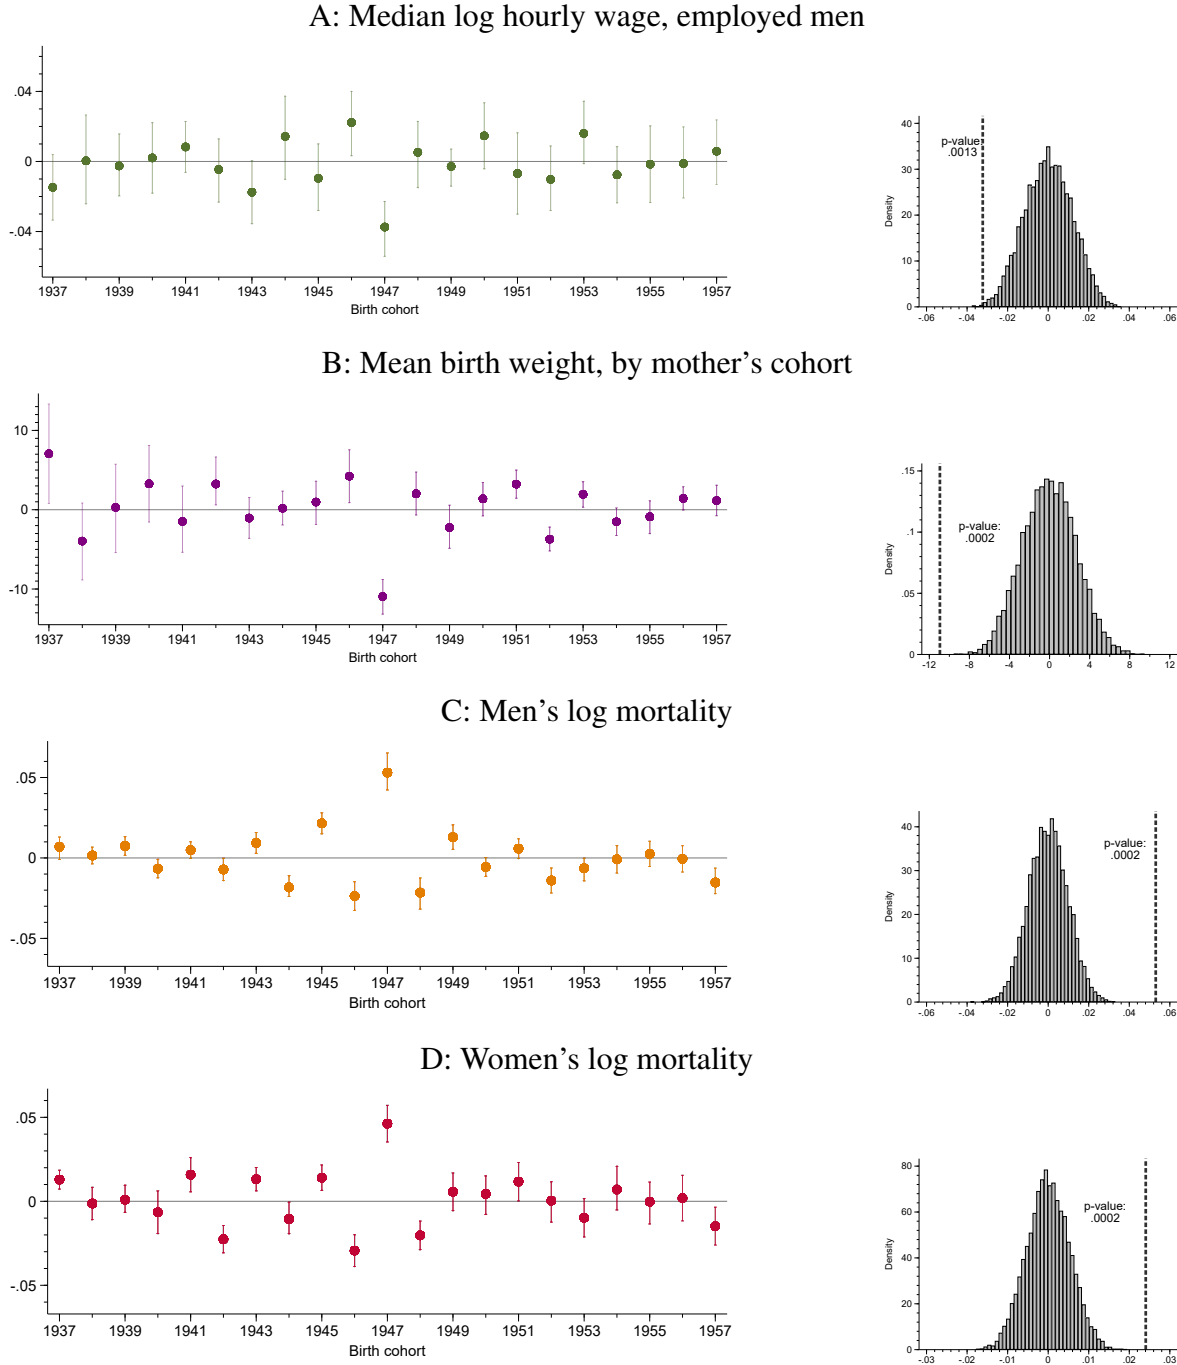 A: Median log hourly wage, employed men
.04
0
-.04
1937 1939 1941 1943 1945 1947 1949 1951 1953 1955 1957
Birth cohort
40
30
20
10
0
Density
p-value:
.0013
-.06 -.04 -.02 0 .02 .04 .06
B: Mean birth weight, by mother's cohort
10
0
-10
1937 1939 1941 1943 1945 1947 1949 1951 1953 1955 1957
Birth cohort
.15
.1
.05
0
Density
p-value:
.0002
-12 -8 -4 0 4 8 12
C: Men's log mortality
.05
0
-.05
1937 1939 1941 1943 1945 1947 1949 1951 1953 1955 1957
Birth cohort
40
30
20
10
0
Density
p-value:
.0002
-.06 -.04 -.02 0 .02 .04 .06
D: Women's log mortality
.05
0
-.05
1937 1939 1941 1943 1945 1947 1949 1951 1953 1955 1957
Birth cohort
80
60
40
20
0
Density
p-value:
.0002
-.03 -.02 -.01 0 .01 .02 .03